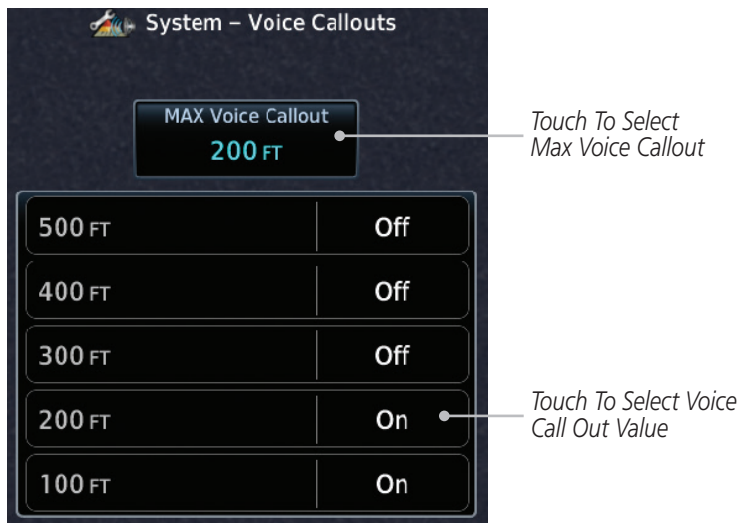 System – Voice Callouts
MAX Voice Callout
200 FT
Touch To Select
Max Voice Callout
500 FT Off
400 FT Off
300 FT Off
200 FT On
Touch To Select Voice
Call Out Value
100 FT On